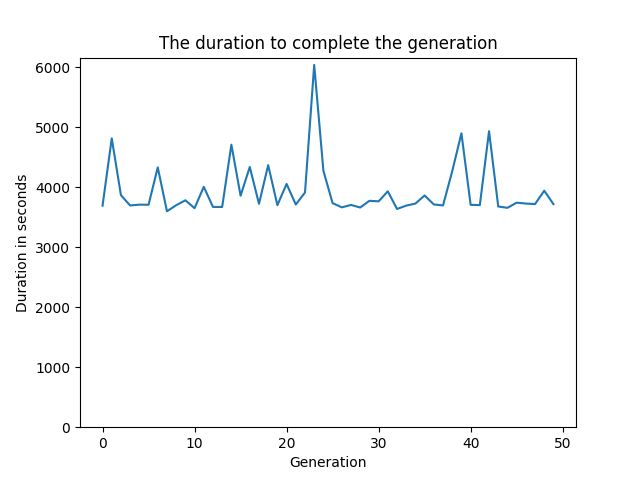 The duration to complete the generation
6000
5000
4000
3000
2000
1000
0
Duration in seconds
0 10 20 30 40 50
Generation